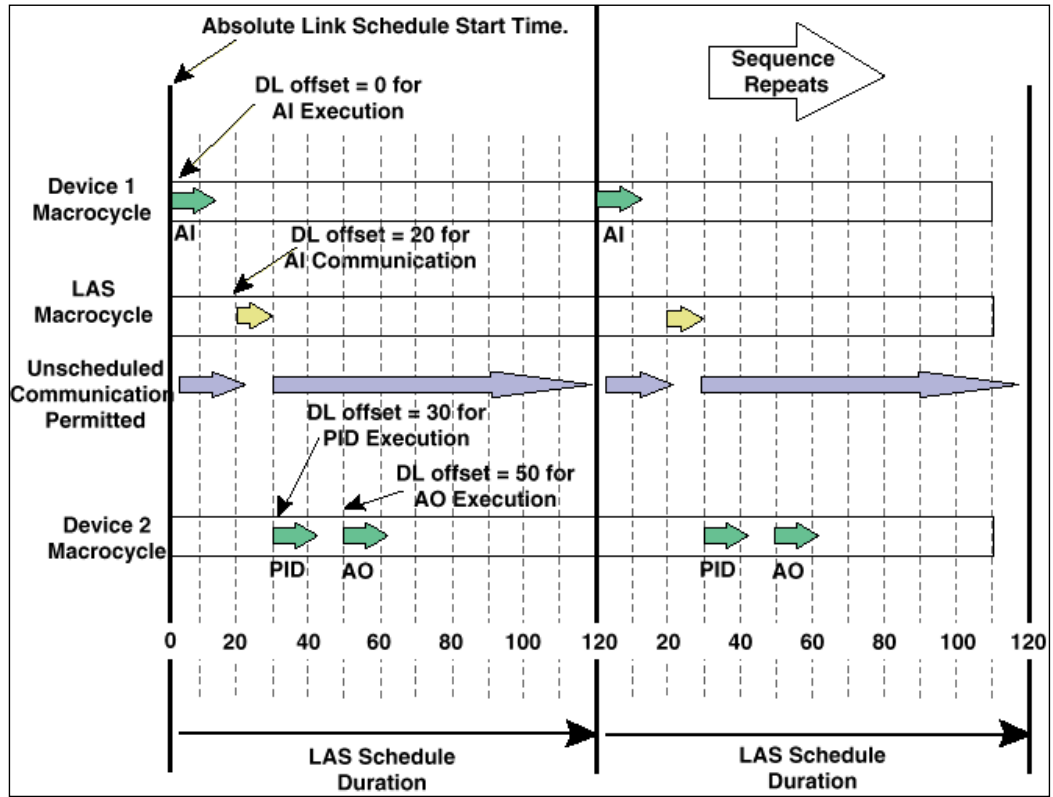 Absolute Link Schedule Start Time.
Sequence
Repeats
DL offset = 0 for
AI Execution
Device 1
Macrocycle
AI
AI
DL offset = 20 for
AI Communication
LAS
Macrocycle
Unscheduled
Communication
Permitted
DL offset = 30 for
PID Execution
DL offset = 50 for
AO Execution
Device 2
Macrocycle
PID
AO
PID
AO
0 20 40 60 80 100 120 20 40 60 80 100 120
LAS Schedule
Duration
LAS Schedule
Duration